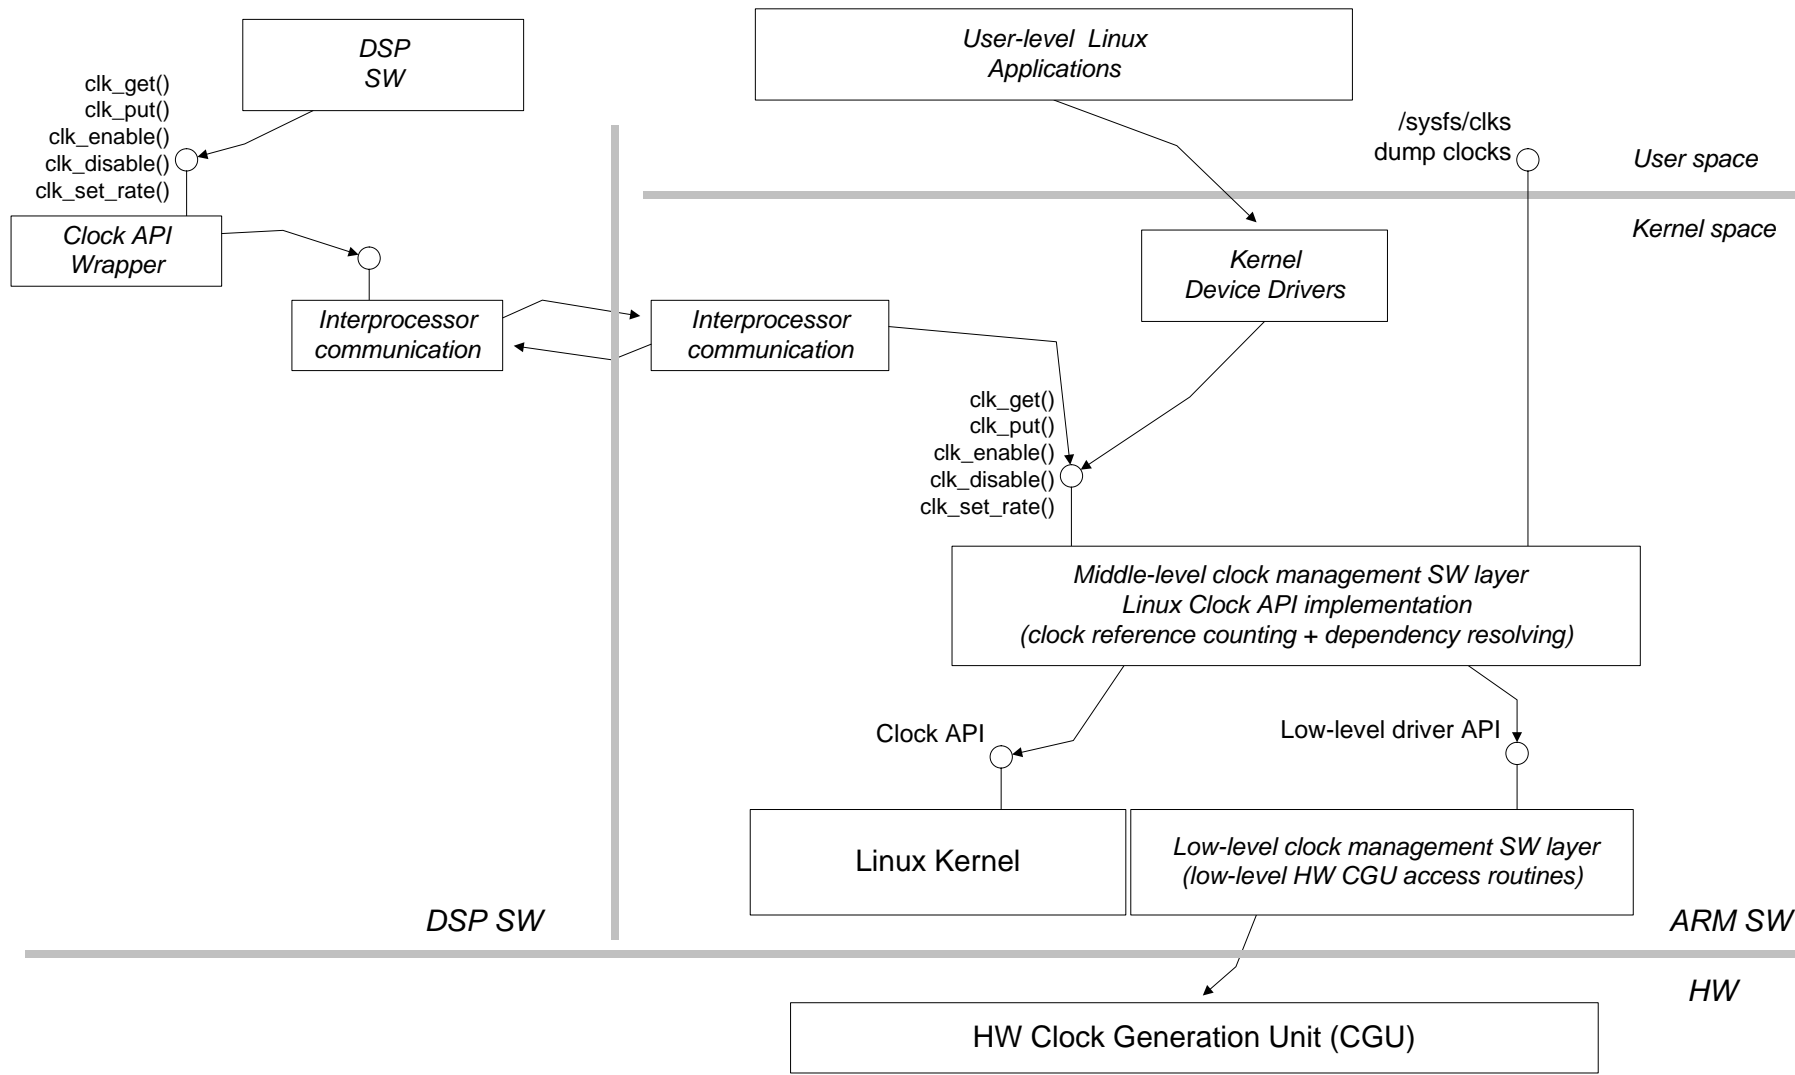 DSP
SW
User-level Linux
Applications
clk_get()
clk_put()
clk_enable()
clk_disable()
clk_set_rate()
/sysfs/clks
dump clocks
User space
Kernel space
Clock API
Wrapper
Kernel
Device Drivers
Interprocessor
communication
Interprocessor
communication
clk_get()
clk_put()
clk_enable()
clk_disable()
clk_set_rate()
Middle-level clock management SW layer
Linux Clock API implementation
(clock reference counting + dependency resolving)
Clock API
Low-level driver API
Linux Kernel
Low-level clock management SW layer
(low-level HW CGU access routines)
DSP SW
ARM SW
HW
HW Clock Generation Unit (CGU)